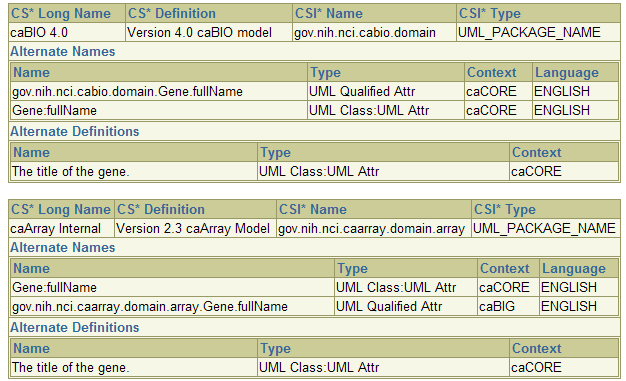 CS* Long Name CS* Definition CSI* Name CSI* Type
caBIO 4.0 Version 4.0 caBIO model gov.nih.nci.cabio.domain UML_PACKAGE_NAME
Alternate Names
Name Type Context Language
gov.nih.nci.cabio.domain.Gene.fullName UML Qualified Attr caCORE ENGLISH
Gene:fullName UML Class:UML Attr caCORE ENGLISH
Alternate Definitions
Name Type Context
The title of the gene. UML Class:UML Attr caCORE
CS* Long Name CS* Definition CSI* Name CSI* Type
caArray Internal Version 2.3 caArray Model gov.nih.nci.caarray.domain.array UML_PACKAGE_NAME
Alternate Names
Name Type Context Language
Gene:fullName UML Class:UML Attr caCORE ENGLISH
gov.nih.nci.caarray.domain.array.Gene.fullName UML Qualified Attr caBIG ENGLISH
Alternate Definitions
Name Type Context
The title of the gene. UML Class:UML Attr caCORE